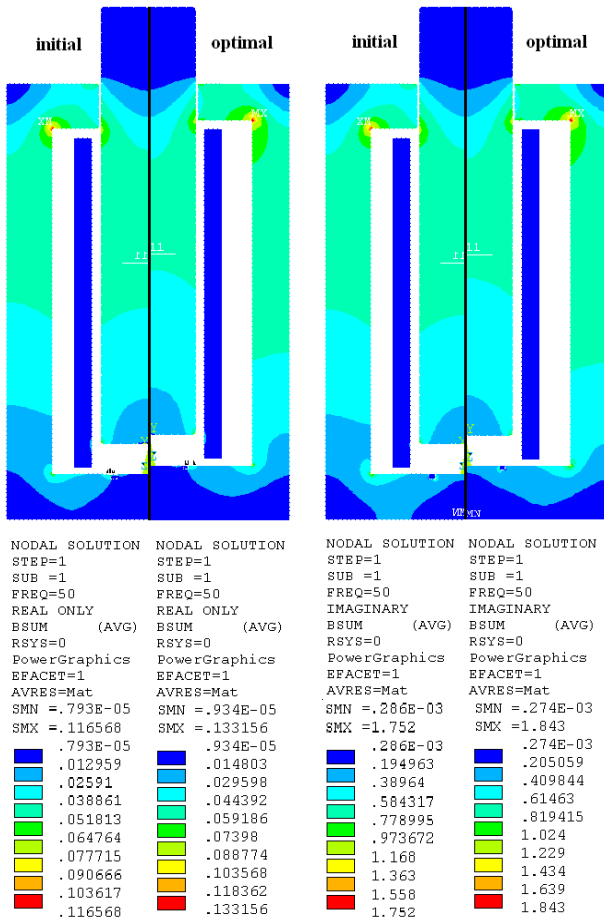 initial
optimal
initial
optimal
XM
MX
XM
MX
11
11
11
11
Y
Y
MN
MN
NODAL SOLUTION
STEP=1
SUB =1
FREQ=50
REAL ONLY
BSUM (AVG)
RSYS=0
PowerGraphics
EFACET=1
AVRES=Mat
SMN =.793E-05
SMX =.116568
.793E-05
.012959
.02591
.038861
.051813
.064764
.077715
.090666
.103617
.116568
NODAL SOLUTION
STEP=1
SUB =1
FREQ=50
REAL ONLY
BSUM (AVG)
RSYS=0
PowerGraphics
EFACET=1
AVRES=Mat
SMN =.934E-05
SMX =.133156
.934E-05
.014803
.029598
.044392
.059186
.07398
.088774
.103568
.118362
.133156
NODAL SOLUTION
STEP=1
SUB =1
FREQ=50
IMAGINARY
BSUM (AVG)
RSYS=0
PowerGraphics
EFACET=1
AVRES=Mat
SMN =.286E-03
SMX =1.752
.286E-03
.194963
.38964
.584317
.778995
.973672
1.168
1.363
1.558
1.752
NODAL SOLUTION
STEP=1
SUB =1
FREQ=50
IMAGINARY
BSUM (AVG)
RSYS=0
PowerGraphics
EFACET=1
AVRES=Mat
SMN =.274E-03
SMX =1.843
.274E-03
.205059
.409844
.61463
.819415
1.024
1.229
1.434
1.639
1.843